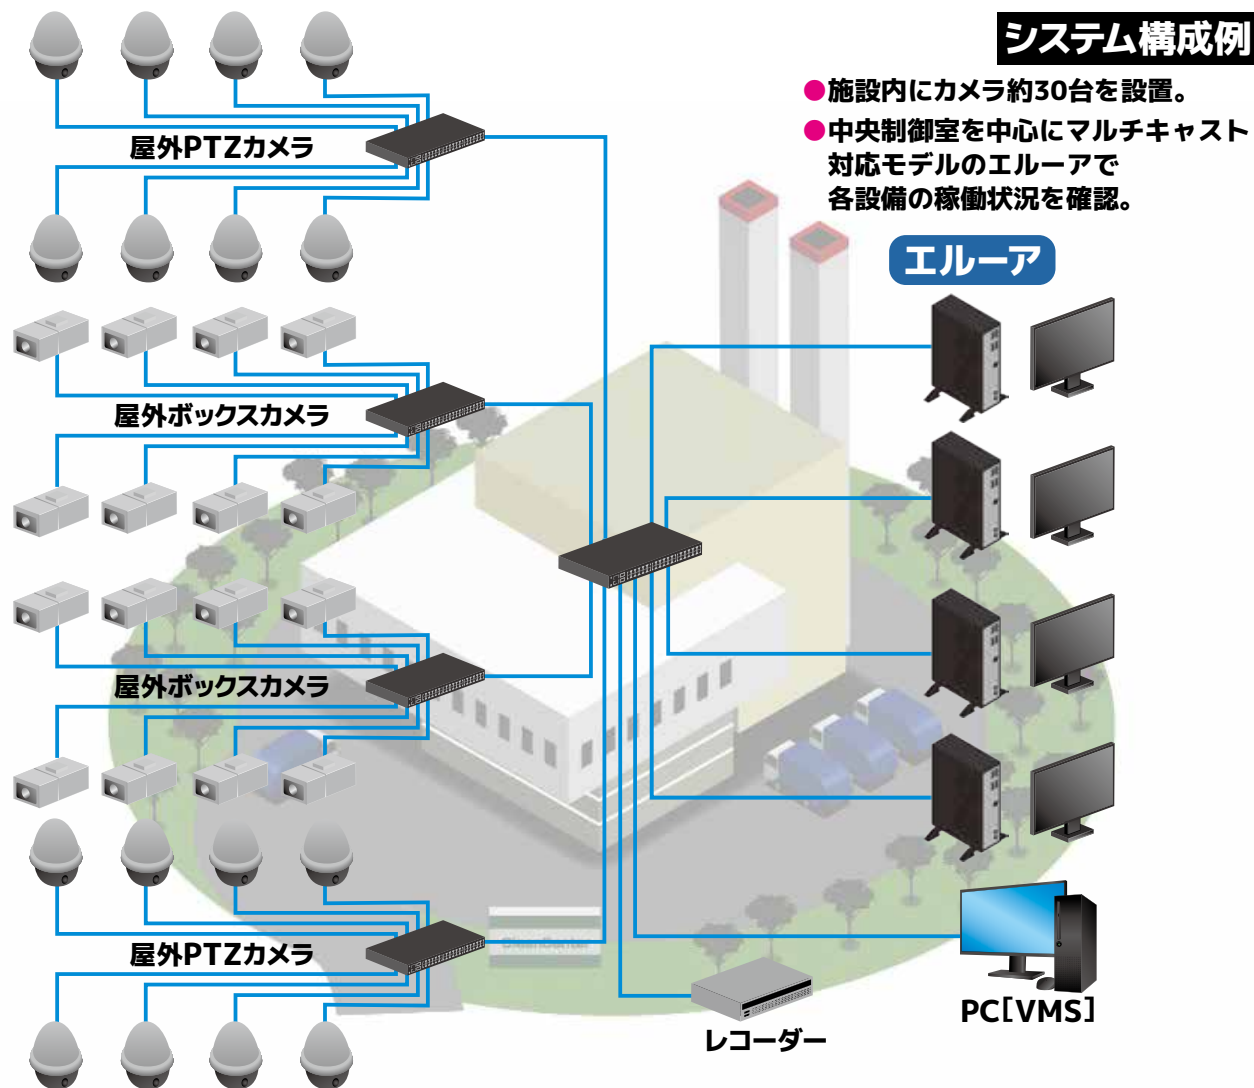 システム構成例
●施設内にカメラ約30台を設置。
●中央制御室を中心にマルチキャスト
対応モデルのエルーアで
各設備の稼働状況を確認。
エルーア
屋外PTZカメラ
屋外ボックスカメラ
屋外ボックスカメラ
屋外PTZカメラ
レコーダー
PC[VMS]